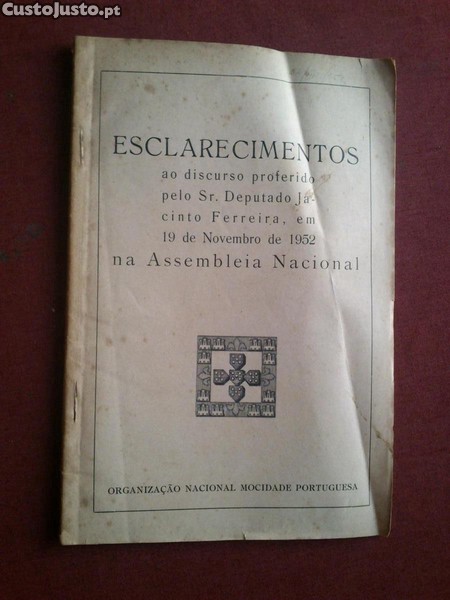 CustoJusto.pt
ESCLARECIMENTOS
ao discurso proferido
pelo Sr. Deputado Já-
cinto Ferreira, em
19 de Novembro de 1952
na Assembleia Nacional
ORGANIZAÇÃO NACIONAL MOCIDADE PORTUGUESA